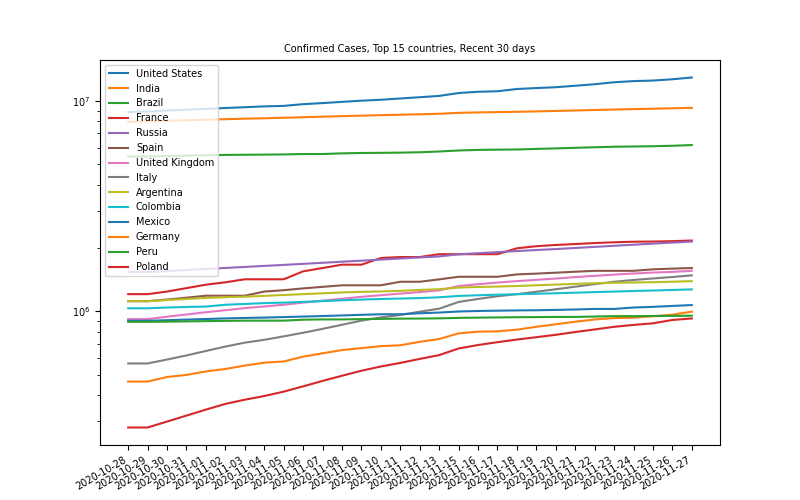 Confirmed Cases, Top 15 countries, Recent 30 days
United States
India
Brazil
France
Russia
Spain
United Kingdom
Italy
Argentina
Colombia
Mexico
Germany
Peru
Poland
10⁷
10⁶
2020-10-28
2020-10-29
2020-10-30
2020-10-31
2020-11-01
2020-11-02
2020-11-03
2020-11-04
2020-11-05
2020-11-06
2020-11-07
2020-11-08
2020-11-09
2020-11-10
2020-11-11
2020-11-12
2020-11-13
2020-11-15
2020-11-16
2020-11-17
2020-11-18
2020-11-19
2020-11-20
2020-11-21
2020-11-22
2020-11-23
2020-11-24
2020-11-25
2020-11-26
2020-11-27